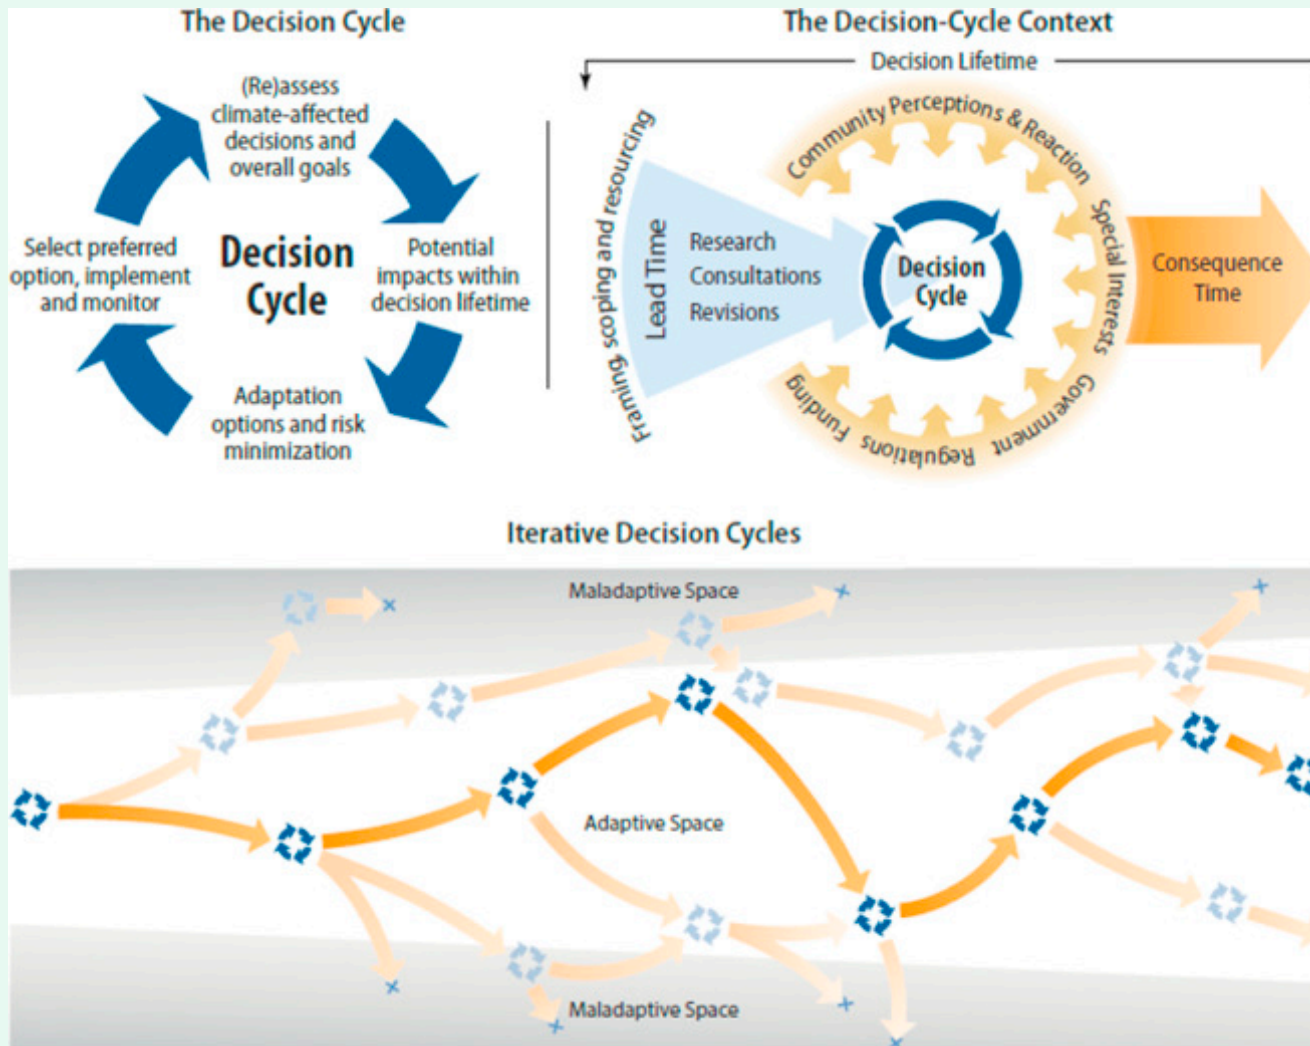 The Decision Cycle
(Re)assess
climate-affected
decisions and
overall goals
Potential
impacts within
decision lifetime
Adaptation
options and risk
minimization
Select preferred
option, implement
and monitor
Decision
Cycle
The Decision-Cycle Context
Decision Lifetime
Framing, scoping and resourcing
Lead Time
Research
Consultations
Revisions
Decision
Cycle
Community Perceptions & Reaction
Special Interests
Government
Regulations
Funding
Consequence
Time
Iterative Decision Cycles
Maladaptive Space
Adaptive Space
Maladaptive Space